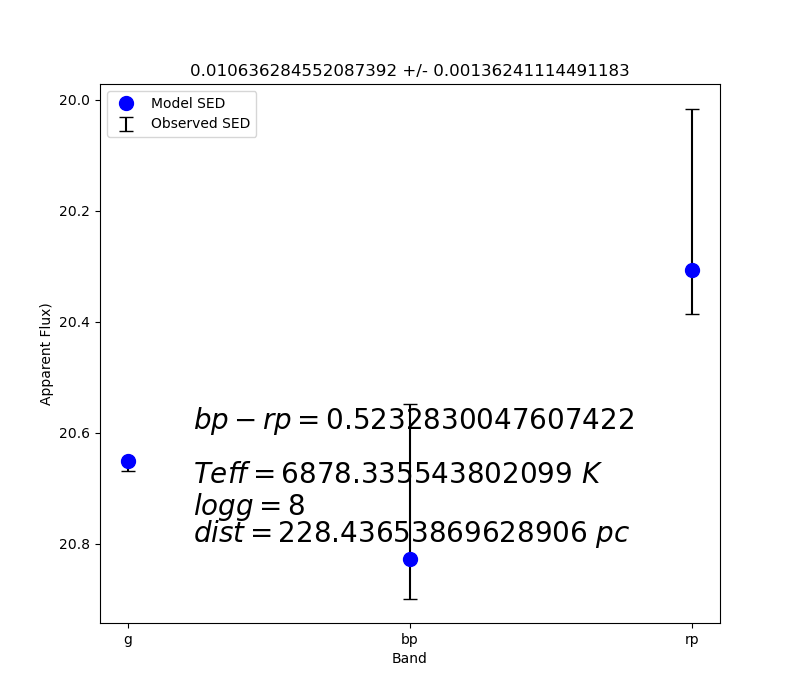 0.010636284552087392 +/- 0.00136241114491183
Model SED
Observed SED
20.0
20.2
20.4
20.6
20.8
Apparent Flux)
bp − rp = 0.5232830047607422
Teff = 6878.335543802099 K
logg = 8
dist = 228.43653869628906 pc
g bp rp
Band